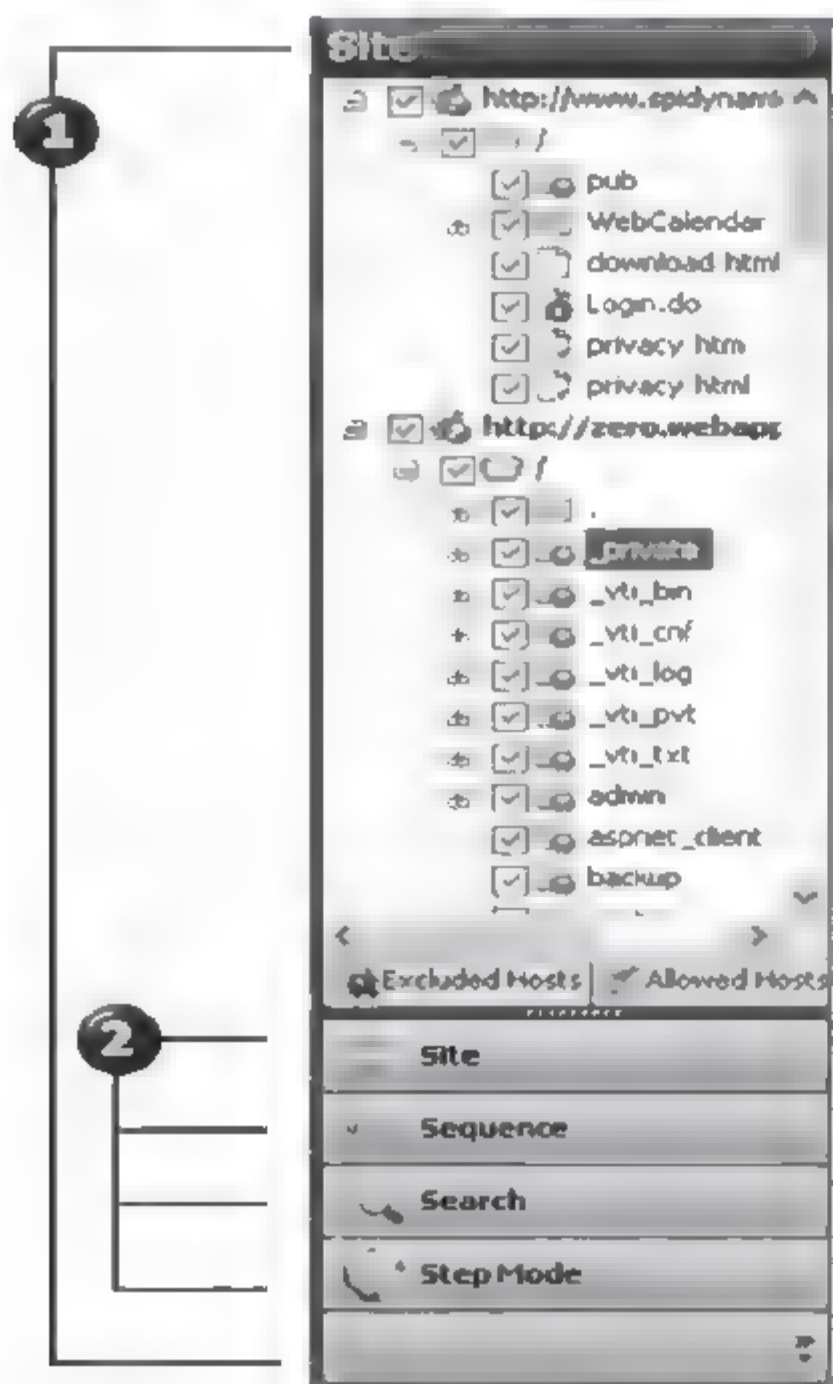 1
Site
http://www.spidynami
/
pub
WebCalendar
download.html
Login.do
privacy.htm
privacy.html
http://zero.webapp
/
.
_private
_vti_bin
_vti_cnf
_vti_log
_vti_pvt
_vti_txt
admin
aspnet_client
backup
Excluded Hosts
Allowed Hosts
2
Site
Sequence
Search
Step Mode